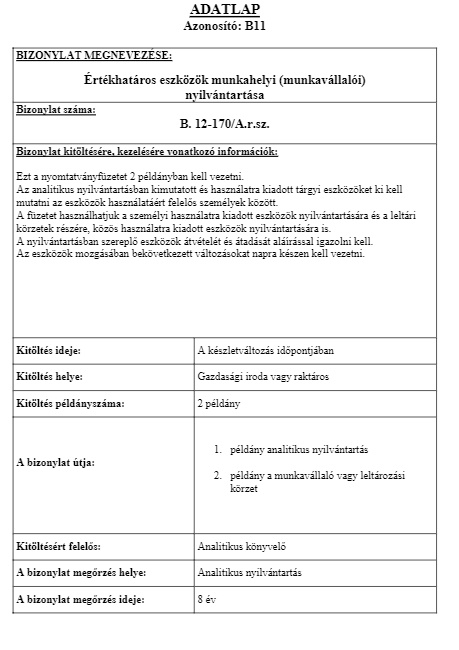 ADATLAP
Azonosító: B11
BIZONYLAT MEGNEVEZÉSE:
Értékhatáros eszközök munkahelyi (munkavállalói)
nyilvántartása
Bizonylat száma:
B. 12-170/A.r.sz.
Bizonylat kitöltésére, kezelésére vonatkozó információk:
Ezt a nyomtatványfüzetet 2 példányban kell vezetni.
Az analitikus nyilvántartásban kimutatott és használatra kiadott tárgyi eszközöket ki kell
mutatni az eszközök használatáért felelős személyek között.
A füzetet használhatjuk a személyi használatra kiadott eszközök nyilvántartására és a leltári
körzetek részére, közös használatra kiadott eszközök nyilvántartására is.
A nyilvántartásban szereplő eszközök átvételét és átadását aláírással igazolni kell.
Az eszközök mozgásában bekövetkezett változásokat napra készen kell vezetni.
Kitöltés ideje: A készletváltozás időpontjában
Kitöltés helye: Gazdasági iroda vagy raktáros
Kitöltés példányszáma: 2 példány
A bizonylat útja:
1. példány analitikus nyilvántartás
2. példány a munkavállaló vagy leltározási
körzet
Kitöltésért felelős: Analitikus könyvelő
A bizonylat megőrzés helye: Analitikus nyilvántartás
A bizonylat megőrzés ideje: 8 év